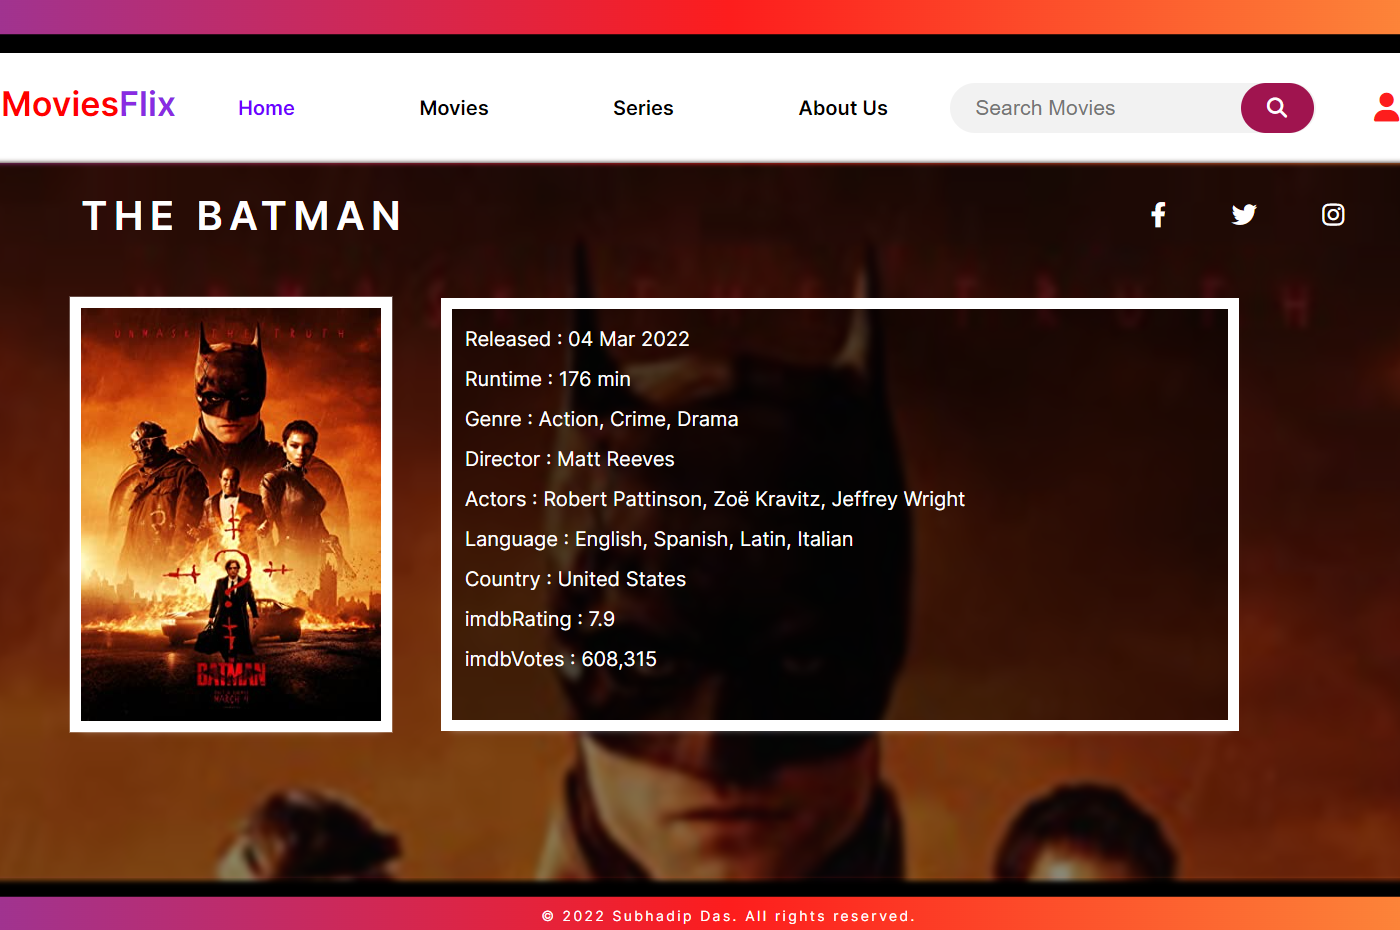 MoviesFlix
Home
Movies
Series
About Us
Search Movies
THE BATMAN
UNMASK THE TRUTH
BATMAN
MARCH 4
Released : 04 Mar 2022
Runtime : 176 min
Genre : Action, Crime, Drama
Director : Matt Reeves
Actors : Robert Pattinson, Zoë Kravitz, Jeffrey Wright
Language : English, Spanish, Latin, Italian
Country : United States
imdbRating : 7.9
imdbVotes : 608,315
© 2022 Subhadip Das. All rights reserved.